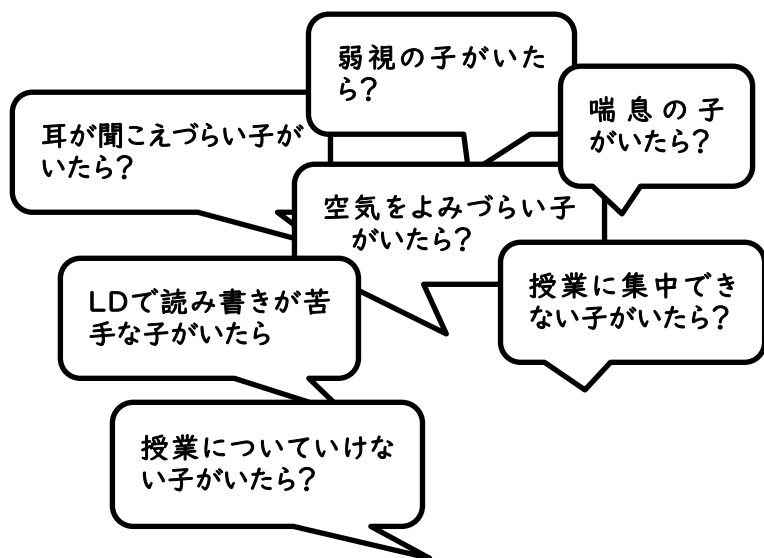 弱視の子がいた
ら?
喘息の子
がいたら?
耳が聞こえづらい子が
いたら?
空気をよみづらい子
がいたら?
授業に集中でき
ない子がいたら?
LDで読み書きが苦
手な子がいたら
授業についていけな
い子がいたら?